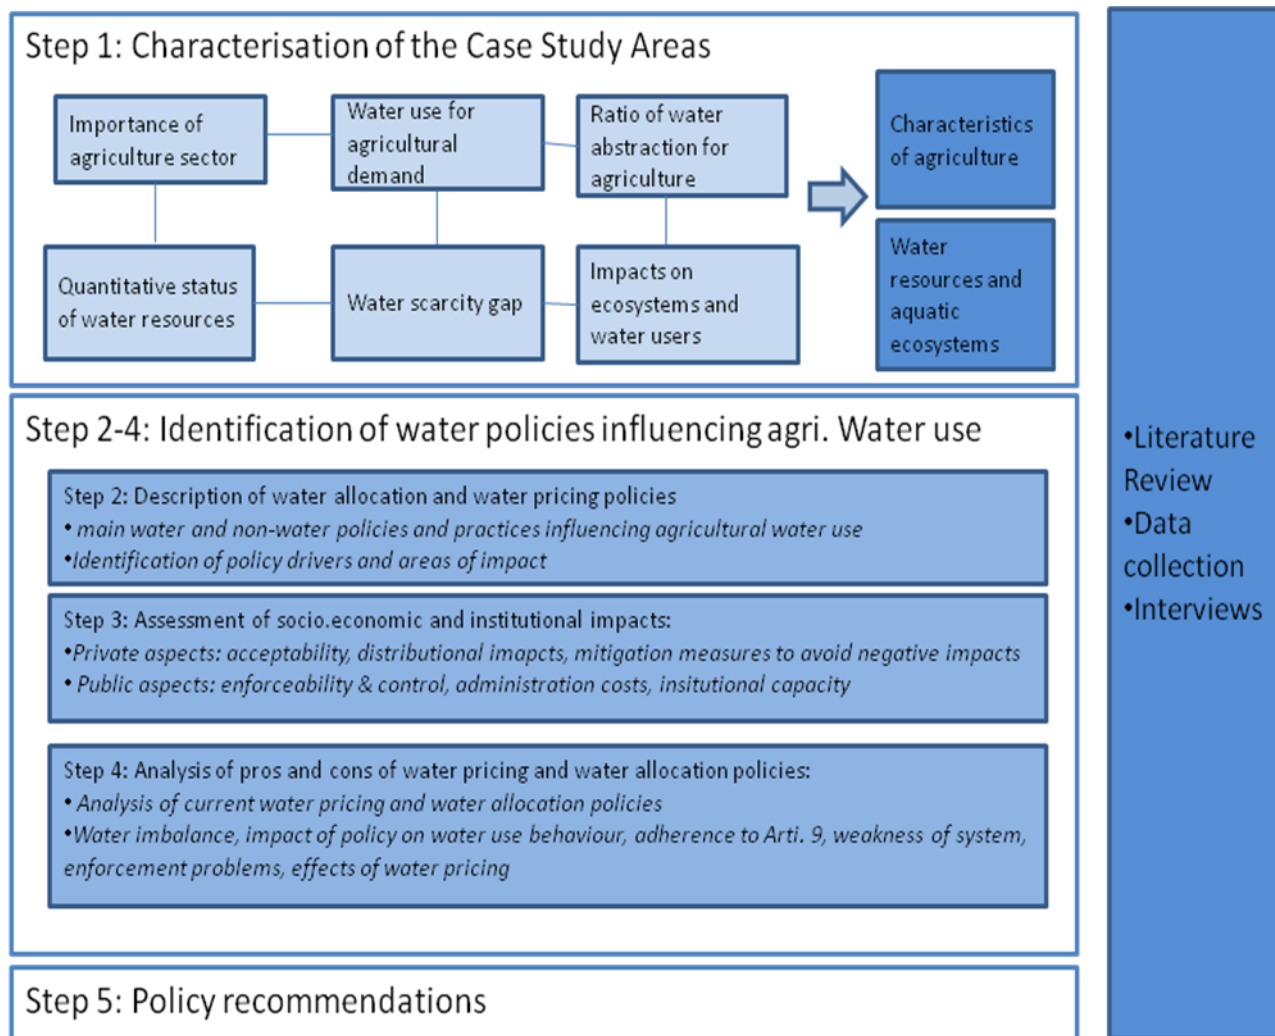 Step 1: Characterisation of the Case Study Areas
Importance of
agriculture sector
Water use for
agricultural
demand
Ratio of water
abstraction for
agriculture
Characteristics
of agriculture
Quantitative status
of water resources
Water scarcity gap
Impacts on
ecosystems and
water users
Water
resources and
aquatic
ecosystems
Step 2-4: Identification of water policies influencing agri. Water use
Step 2: Description of water allocation and water pricing policies
• main water and non-water policies and practices influencing agricultural water use
•Identification of policy drivers and areas of impact
Step 3: Assessment of socio.economic and institutional impacts:
•Private aspects: acceptability, distributional imapcts, mitigation measures to avoid negative impacts
• Public aspects: enforceability & control, administration costs, insitutional capacity
Step 4: Analysis of pros and cons of water pricing and water allocation policies:
• Analysis of current water pricing and water allocation policies
•Water imbalance, impact of policy on water use behaviour, adherence to Arti. 9, weakness of system,
enforcement problems, effects of water pricing
Step 5: Policy recommendations
•Literature
Review
•Data
collection
•Interviews